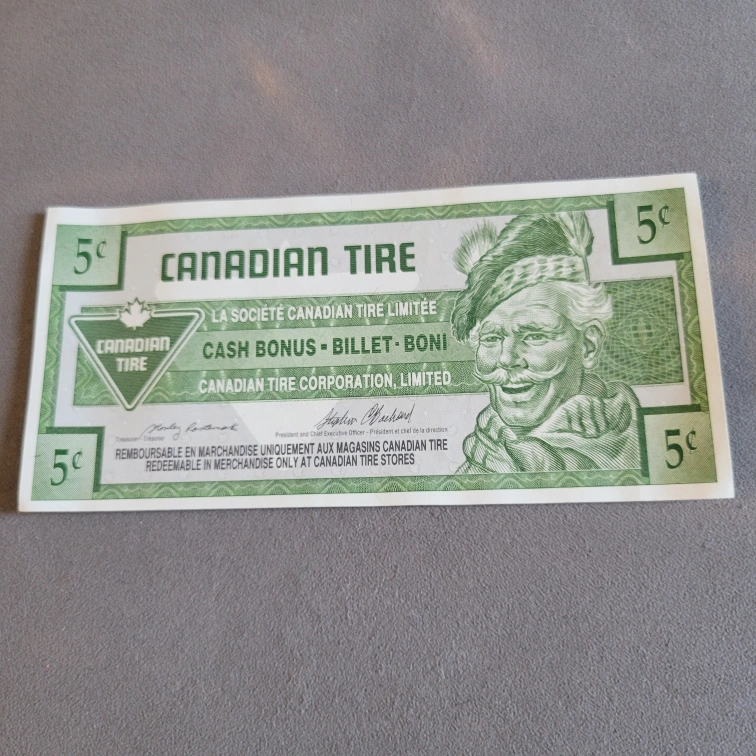 5¢
5¢
CANADIAN TIRE
LA SOCIÉTÉ CANADIAN TIRE LIMITÉE
CANADIAN
TIRE
CASH BONUS - BILLET - BONI
CANADIAN TIRE CORPORATION, LIMITED
Treasurer - Trésorier
President and Chief Executive Officer - Président et chef de la direction
REMBOURSABLE EN MARCHANDISE UNIQUEMENT AUX MAGASINS CANADIAN TIRE
REDEEMABLE IN MERCHANDISE ONLY AT CANADIAN TIRE STORES
5¢
5¢